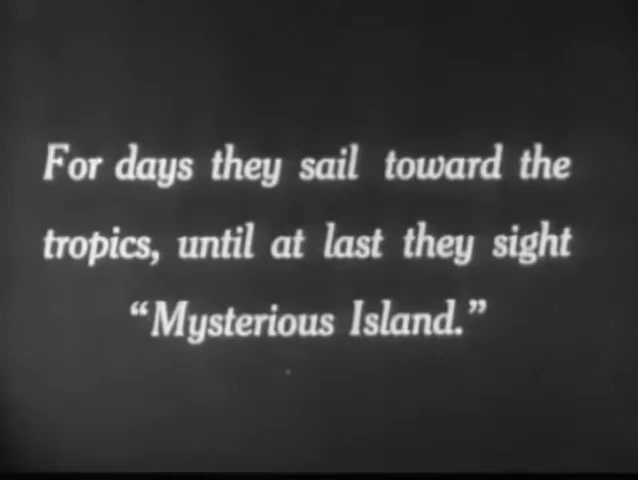 For days they sail toward the
tropics, until at last they sight
“Mysterious Island.”